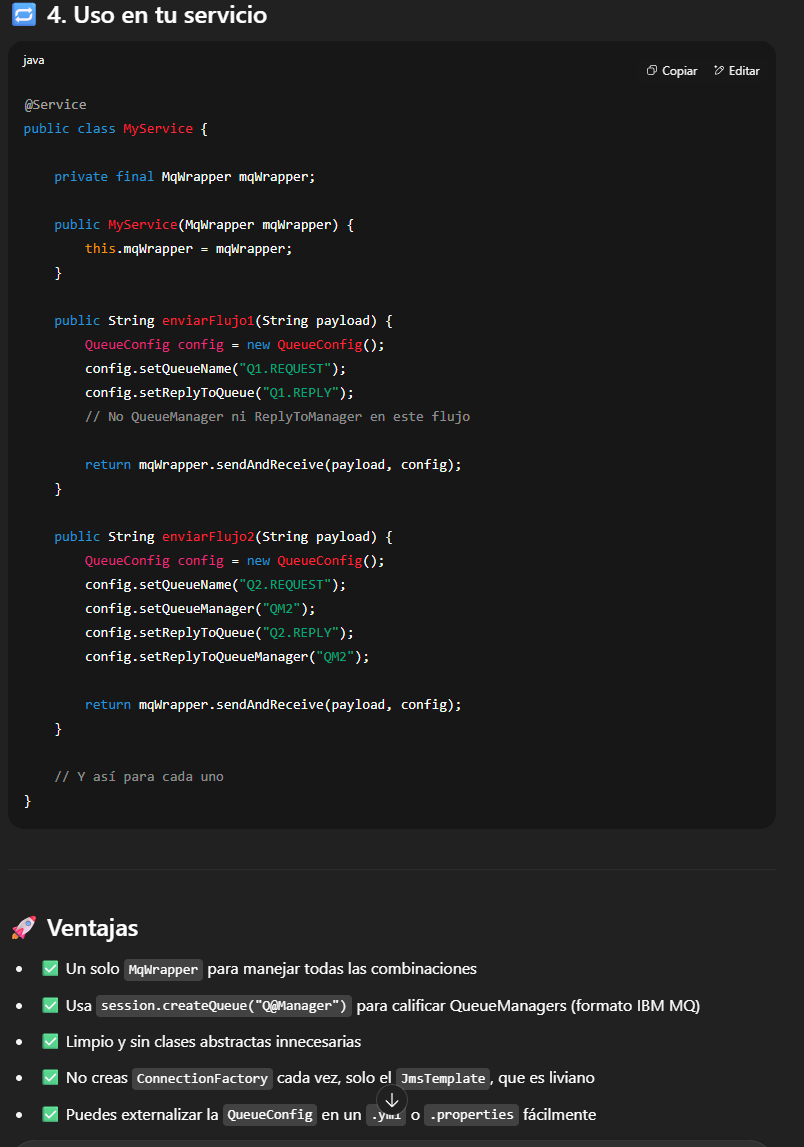 4. Uso en tu servicio
java
Copiar Editar
@Service
public class MyService {
private final MqWrapper mqWrapper;
public MyService(MqWrapper mqWrapper) {
this.mqWrapper = mqWrapper;
}
public String enviarFlujo1(String payload) {
QueueConfig config = new QueueConfig();
config.setQueueName("Q1.REQUEST");
config.setReplyToQueue("Q1.REPLY");
// No QueueManager ni ReplyToManager en este flujo
return mqWrapper.sendAndReceive(payload, config);
}
public String enviarFlujo2(String payload) {
QueueConfig config = new QueueConfig();
config.setQueueName("Q2.REQUEST");
config.setQueueManager("QM2");
config.setReplyToQueue("Q2.REPLY");
config.setReplyToQueueManager("QM2");
return mqWrapper.sendAndReceive(payload, config);
}
// Y así para cada uno
}
Ventajas
Un solo MqWrapper para manejar todas las combinaciones
Usa session.createQueue("Q@Manager") para calificar QueueManagers (formato IBM MQ)
Limpio y sin clases abstractas innecesarias
No creas ConnectionFactory cada vez, solo el JmsTemplate, que es liviano
Puedes externalizar la QueueConfig en un .yml o .properties fácilmente